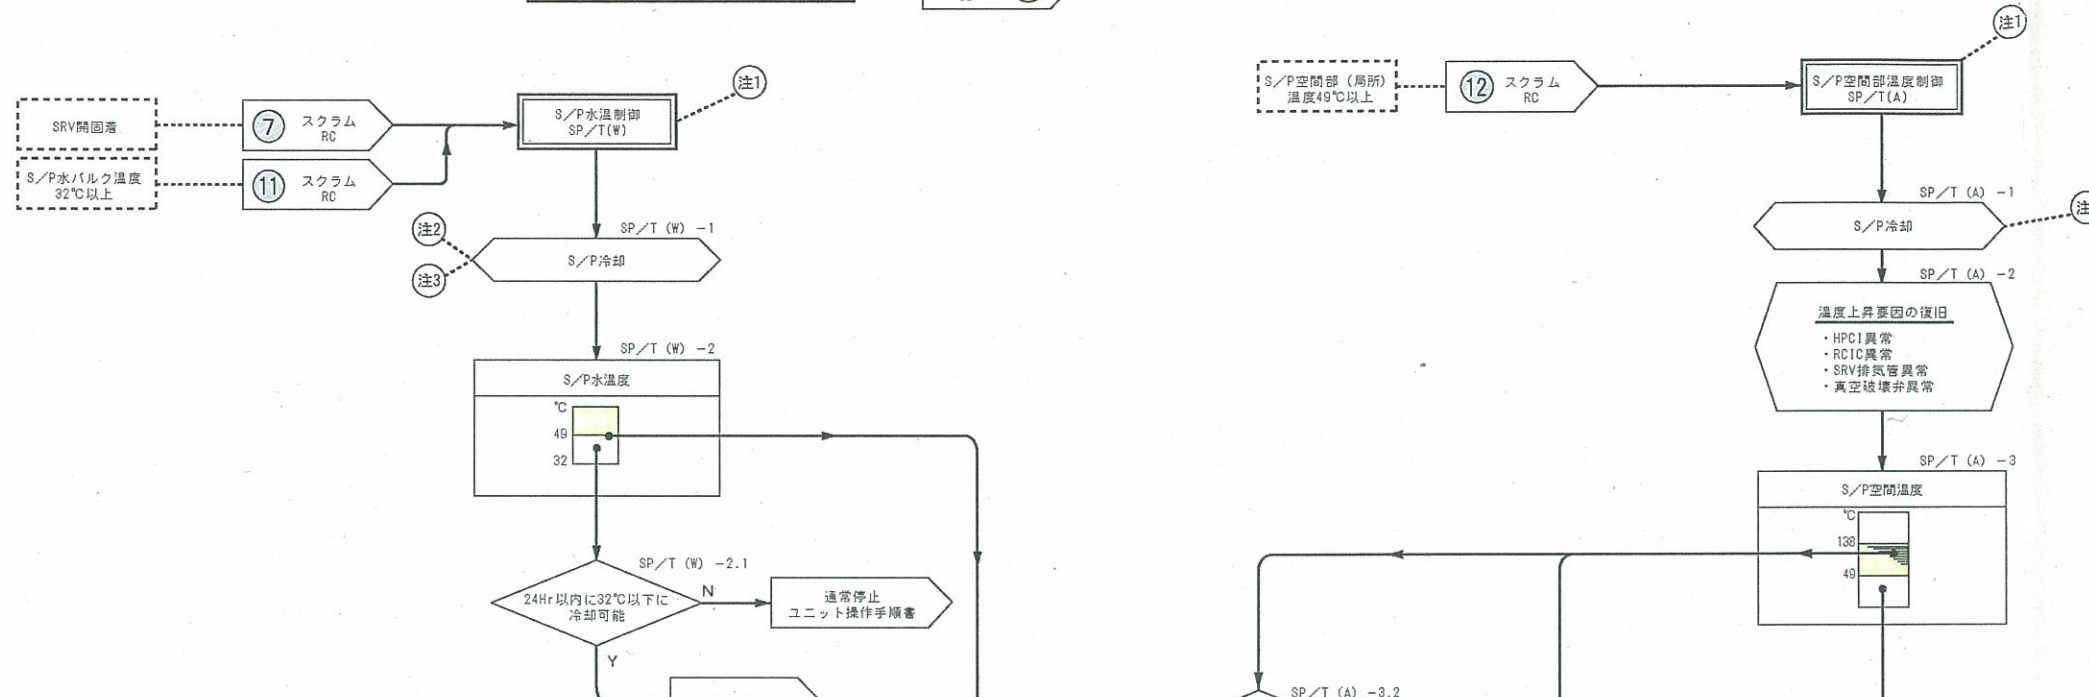 SRV開固着
⑦
スクラム
RC
S/P水バルク温度
32℃以上
⑪
スクラム
RC
S/P水温制御
SP/T(W)
注1
SP/T (W) -1
注2
注3
S/P冷却
SP/T (W) -2
S/P水温度
℃
49
32
SP/T (W) -2.1
24Hr以内に32℃以下に
冷却可能
N
通常停止
ユニット操作手順書
Y
S/P空間部(局所)
温度49℃以上
⑫
スクラム
RC
S/P空間部温度制御
SP/T(A)
注1
SP/T (A) -1
S/P冷却
注
SP/T (A) -2
温度上昇要因の復旧
・HPCI異常
・RCIC異常
・SRV排気管異常
・真空破壊弁異常
SP/T (A) -3
S/P空間温度
℃
138
49
SP/T (A) -3.2